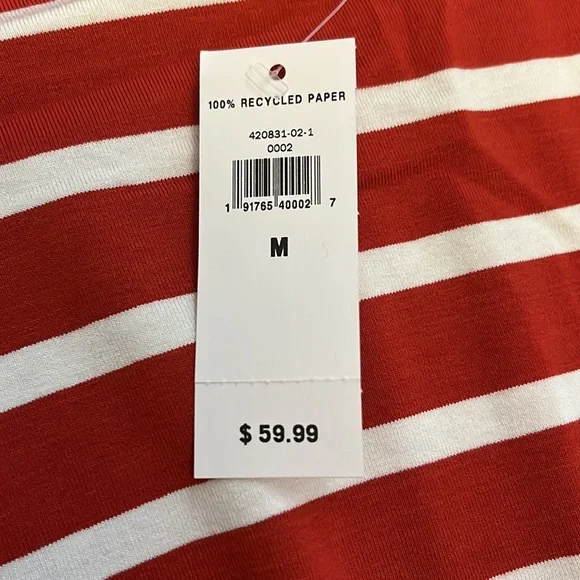 100% RECYCLED PAPER
420831-02-1
0002
1 91765 40002 7
M
$ 59.99